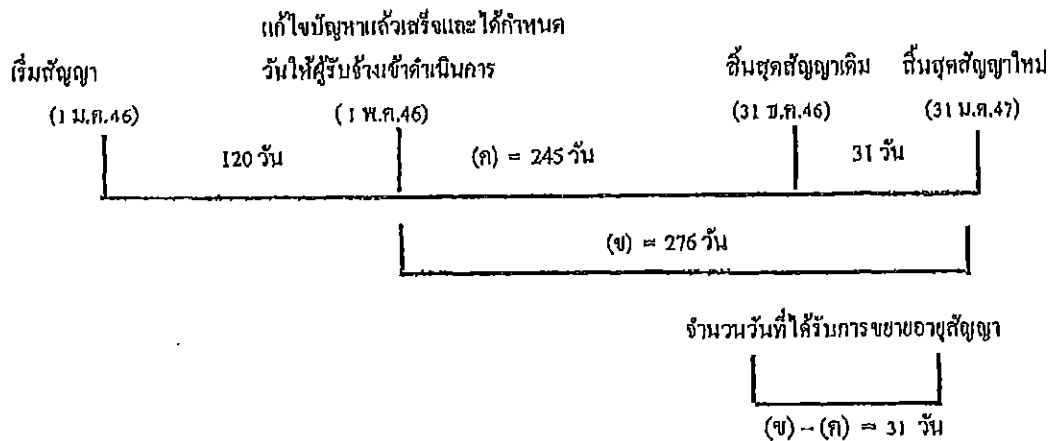 แก้ไขปัญหาแล้วเสร็จและได้กำหนด
เริ่มสัญญา วันให้ผู้รับจ้างเข้าดำเนินการ สิ้นสุดสัญญาเดิม สิ้นสุดสัญญาใหม่
(1 ม.ค.46) (1 พ.ค.46) (31 ธ.ค.46) (31 ม.ค.47)
120 วัน (ค) = 245 วัน 31 วัน
(ข) = 276 วัน
จำนวนวันที่ได้รับการขยายอายุสัญญา
(ข) - (ค) = 31 วัน